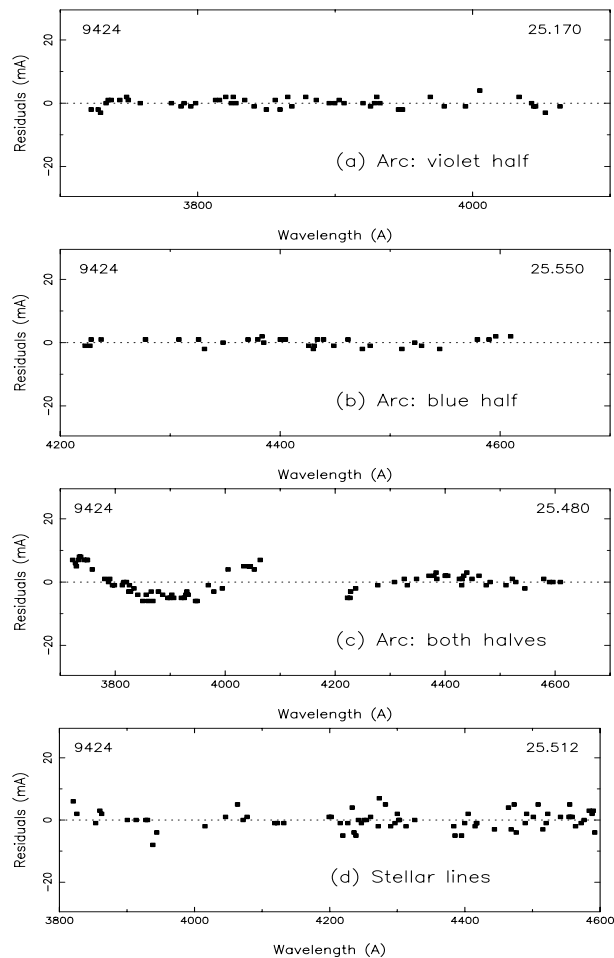 9424 25.170
20
0
-20
Residuals (mA)
(a) Arc: violet half
3800 4000
Wavelength (A)
9424 25.550
20
0
-20
Residuals (mA)
(b) Arc: blue half
4200 4400 4600
Wavelength (A)
9424 25.480
20
0
-20
Residuals (mA)
(c) Arc: both halves
3800 4000 4200 4400 4600
Wavelength (A)
9424 25.512
20
0
-20
Residuals (mA)
(d) Stellar lines
3800 4000 4200 4400 4600
Wavelength (A)